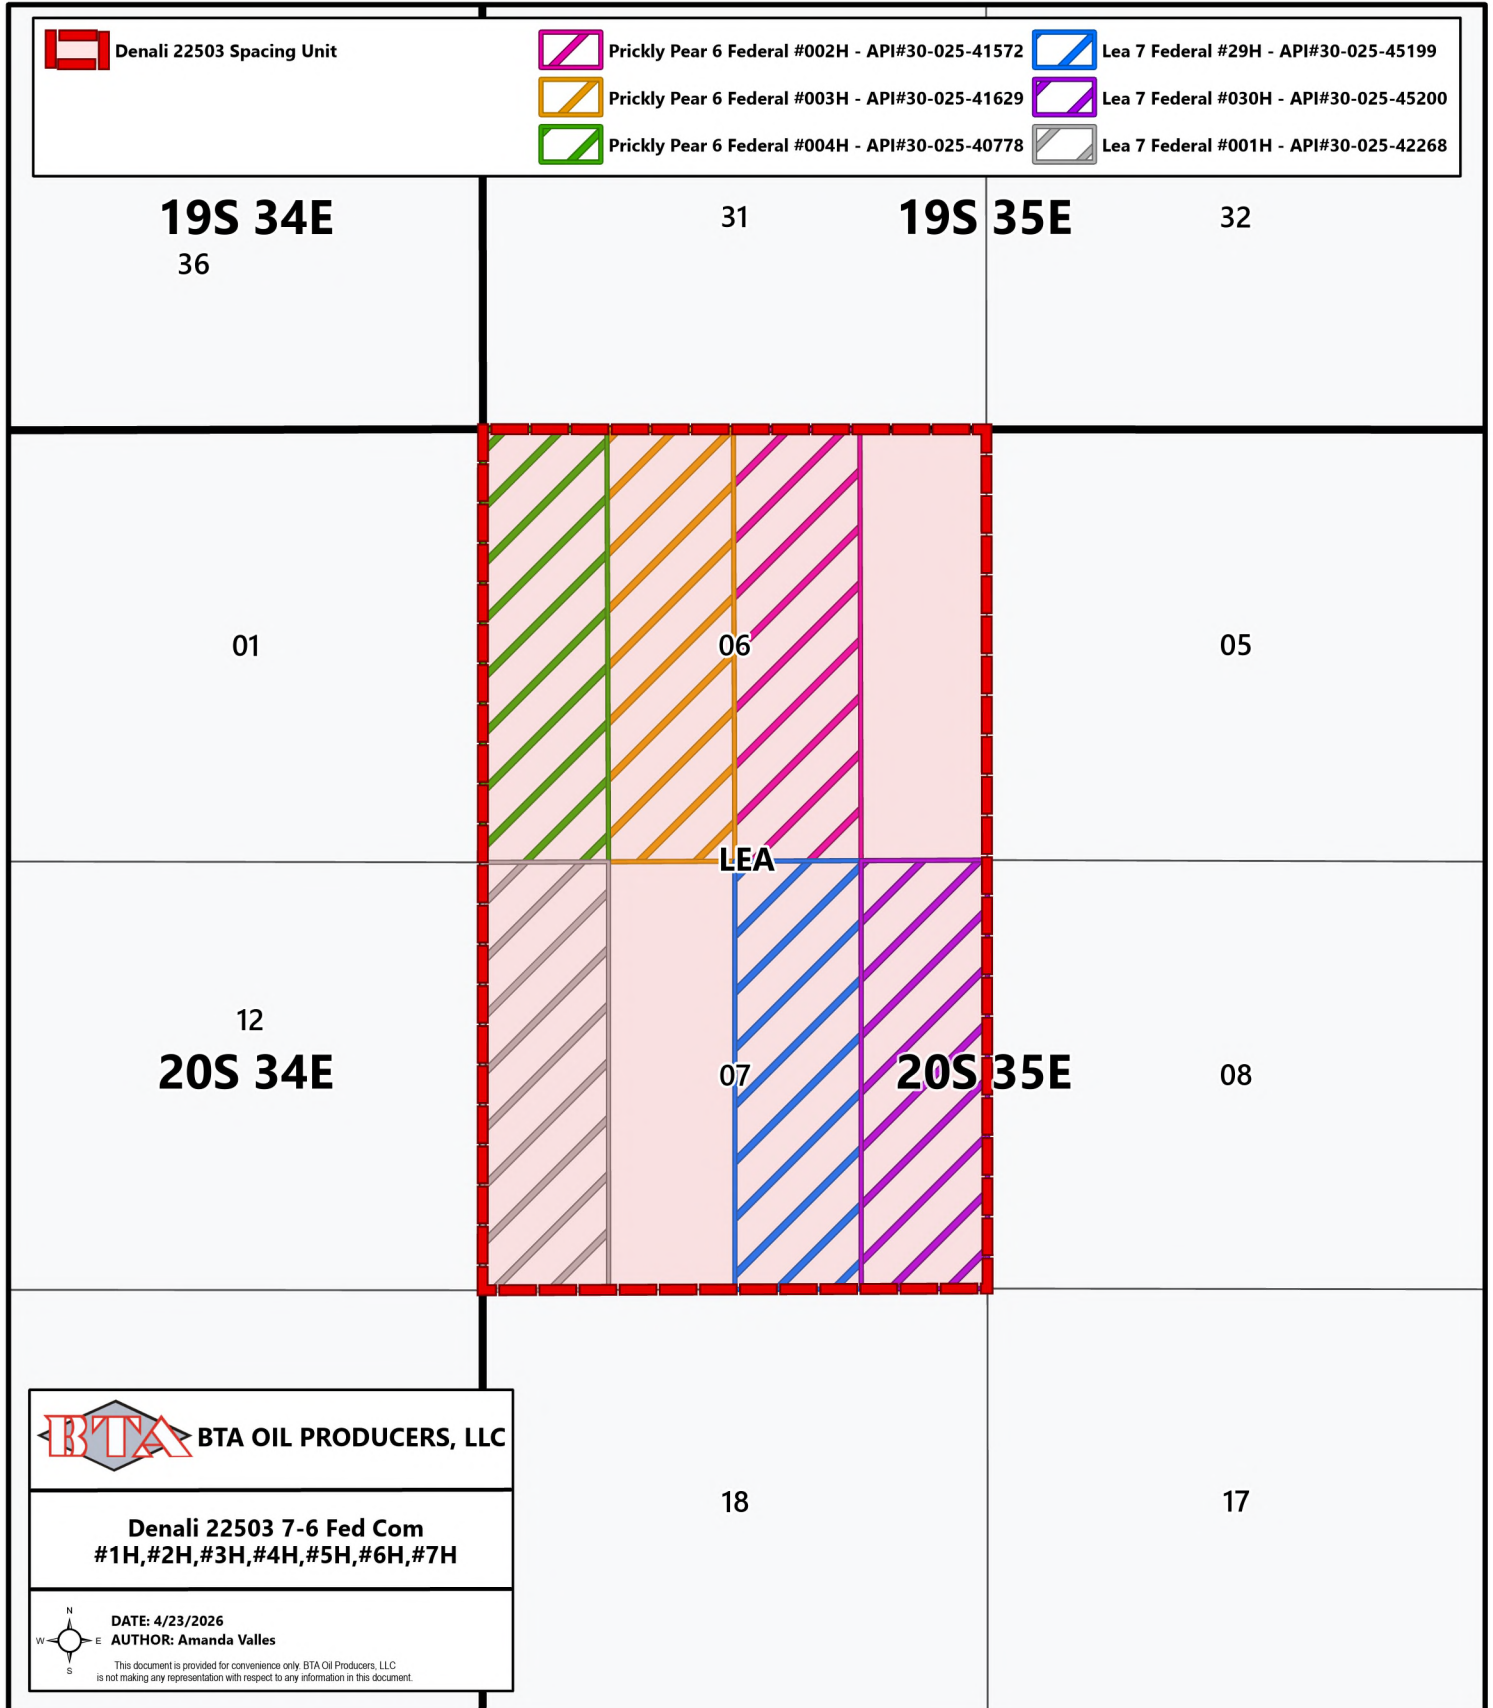 Denali 22503 Spacing Unit
Prickly Pear 6 Federal #002H - API#30-025-41572
Lea 7 Federal #29H - API#30-025-45199
Prickly Pear 6 Federal #003H - API#30-025-41629
Lea 7 Federal #030H - API#30-025-45200
Prickly Pear 6 Federal #004H - API#30-025-40778
Lea 7 Federal #001H - API#30-025-42268
19S 34E
31
19S 35E
32
36
01
06
05
LEA
12
20S 34E
07
20S 35E
08
BTA
BTA OIL PRODUCERS, LLC
18
17
Denali 22503 7-6 Fed Com
#1H,#2H,#3H,#4H,#5H,#6H,#7H
N
W
E
S
DATE: 4/23/2026
AUTHOR: Amanda Valles
This document is provided for convenience only. BTA Oil Producers, LLC
is not making any representation with respect to any information in this document.